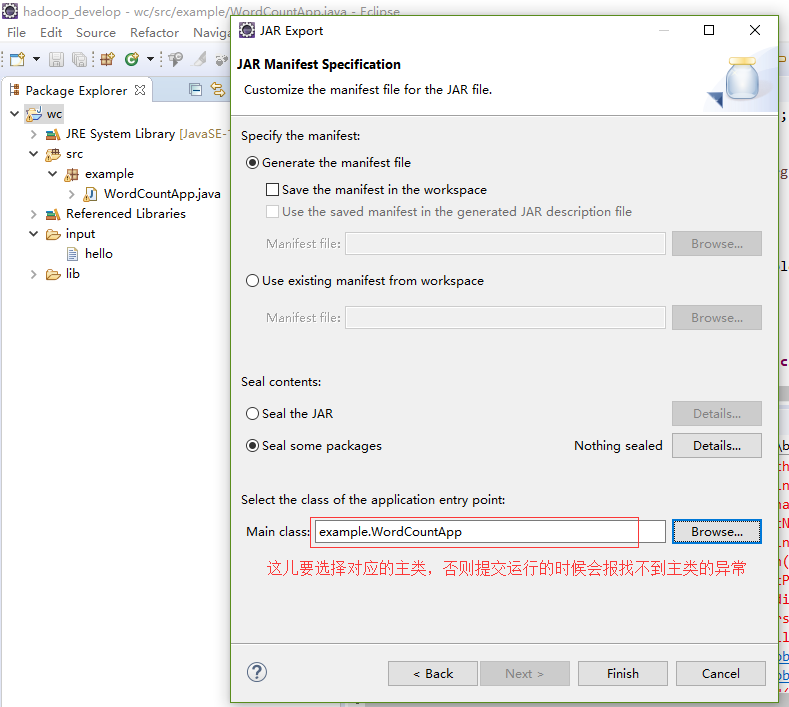 hadoop_develop - wc/src/example/WordCountApp.java - Eclipse
File Edit Source Refactor Naviga
Package Explorer
wc
JRE System Library [JavaSE-
src
example
WordCountApp.java
Referenced Libraries
input
hello
lib
JAR Export
JAR Manifest Specification
Customize the manifest file for the JAR file.
Specify the manifest:
Generate the manifest file
Save the manifest in the workspace
Use the saved manifest in the generated JAR description file
Manifest file: Browse...
Use existing manifest from workspace
Manifest file: Browse...
Seal contents:
Seal the JAR Details...
Seal some packages Nothing sealed Details...
Select the class of the application entry point:
Main class: example.WordCountApp Browse...
这儿要选择对应的主类，否则提交运行的时候会报找不到主类的异常
? < Back Next > Finish Cancel